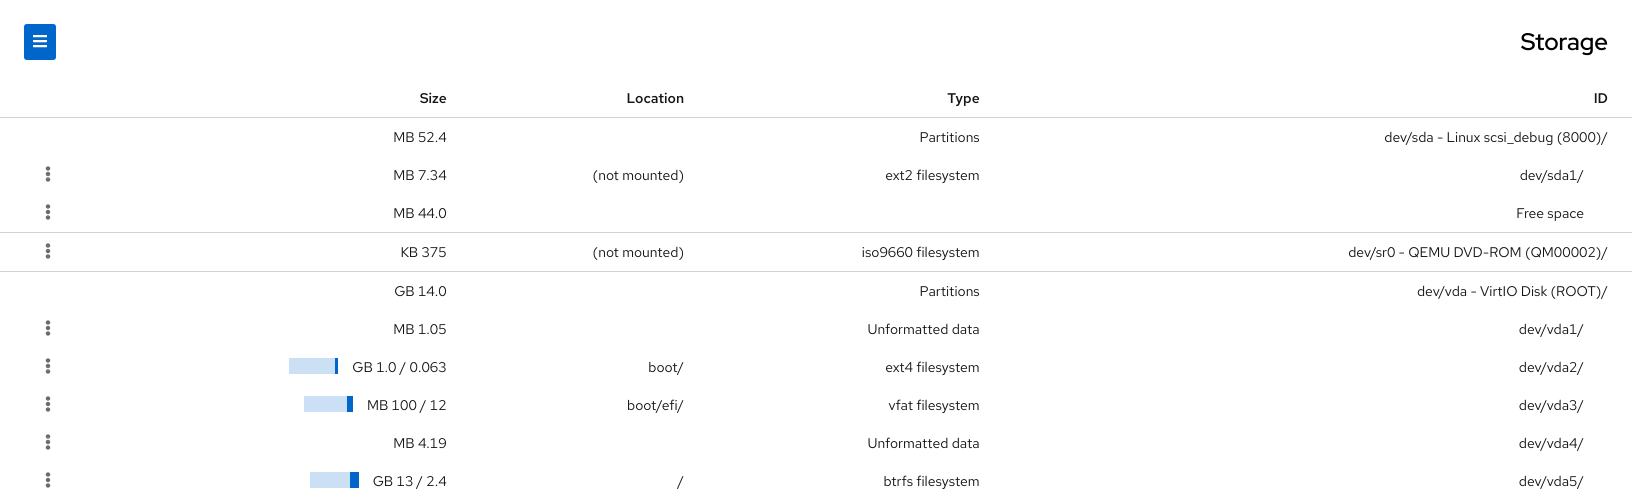 Storage
ID Type Location Size
dev/sda - Linux scsi_debug (8000)/ Partitions MB 52.4
dev/sda1/ ext2 filesystem (not mounted) MB 7.34
Free space MB 44.0
dev/sr0 - QEMU DVD-ROM (QM00002)/ iso9660 filesystem (not mounted) KB 375
dev/vda - VirtIO Disk (ROOT)/ Partitions GB 14.0
dev/vda1/ Unformatted data MB 1.05
dev/vda2/ ext4 filesystem boot/ GB 1.0 / 0.063
dev/vda3/ vfat filesystem boot/efi/ MB 100 / 12
dev/vda4/ Unformatted data MB 4.19
dev/vda5/ btrfs filesystem / GB 13 / 2.4